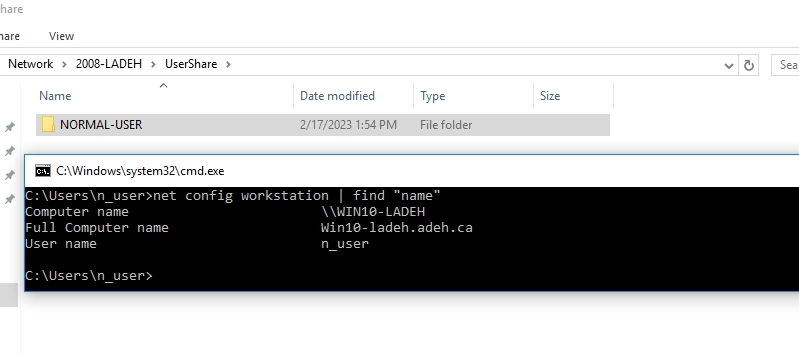 hare
hare View
Network > 2008-LADEH > UserShare >
Sea
Name Date modified Type Size
NORMAL-USER 2/17/2023 1:54 PM File folder
C:\Windows\system32\cmd.exe
C:\Users\n_user>net config workstation | find "name"
Computer name \\WIN10-LADEH
Full Computer name Win10-ladeh.adeh.ca
User name n_user
C:\Users\n_user>